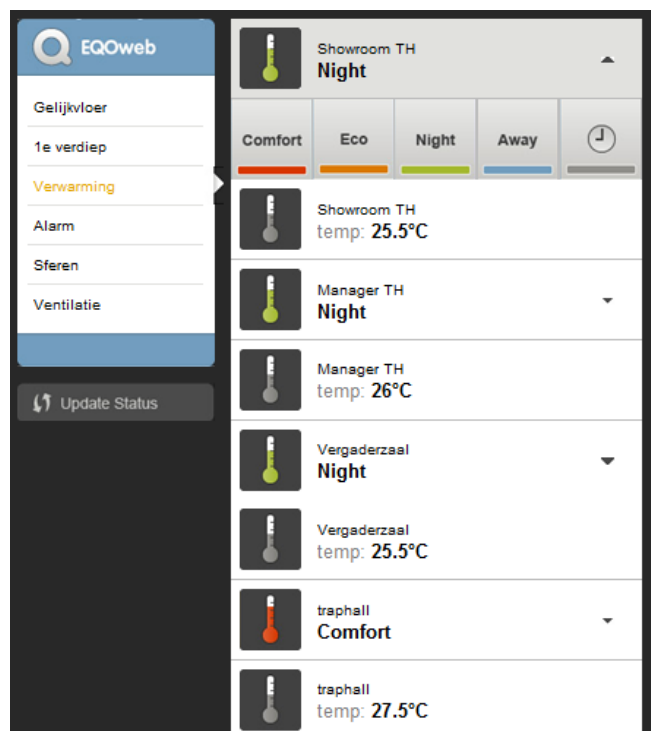 EQOweb
Gelijkvloer
1e verdiep
Verwarming
Alarm
Sferen
Ventilatie
Update Status
Showroom TH
Night
Comfort Eco Night Away
Showroom TH
temp: 25.5°C
Manager TH
Night
Manager TH
temp: 26°C
Vergaderzaal
Night
Vergaderzaal
temp: 25.5°C
traphall
Comfort
traphall
temp: 27.5°C